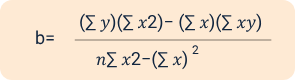 b= (∑ y)(∑ x2)- (∑ x)(∑ xy)
n∑ x2-(∑ x) 2